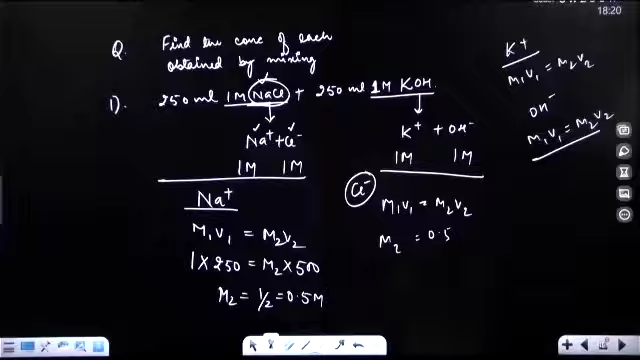 18:20
Q. Find the conc of each
obtained by mixing
1). 250 ml 1M NaCl + 250 ml 1M KOH
Na⁺ + Cl⁻
1M 1M
K⁺ + OH⁻
1M 1M
Na⁺
M₁V₁ = M₂V₂
1 × 250 = M₂ × 500
M₂ = 1/2 = 0.5M
Cl⁻
M₁V₁ = M₂V₂
M₂ = 0.5
K⁺
M₁V₁ = M₂V₂
OH⁻
M₁V₁ = M₂V₂